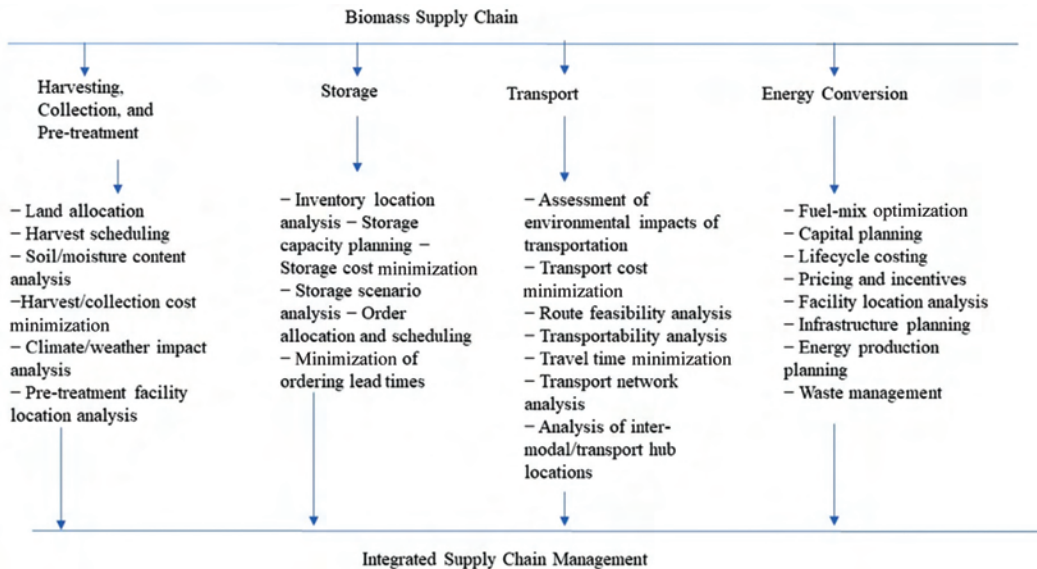 Biomass Supply Chain
Harvesting,
Collection, and
Pre-treatment
− Land allocation
− Harvest scheduling
− Soil/moisture content
analysis
−Harvest/collection cost
minimization
− Climate/weather impact
analysis
− Pre-treatment facility
location analysis
Storage
− Inventory location
analysis − Storage
capacity planning −
Storage cost minimization
− Storage scenario
analysis − Order
allocation and scheduling
− Minimization of
ordering lead times
Transport
− Assessment of
environmental impacts of
transportation
− Transport cost
minimization
− Route feasibility analysis
− Transportability analysis
− Travel time minimization
− Transport network
analysis
− Analysis of inter-
modal/transport hub
locations
Energy Conversion
− Fuel-mix optimization
− Capital planning
− Lifecycle costing
− Pricing and incentives
− Facility location analysis
− Infrastructure planning
− Energy production
planning
− Waste management
Integrated Supply Chain Management